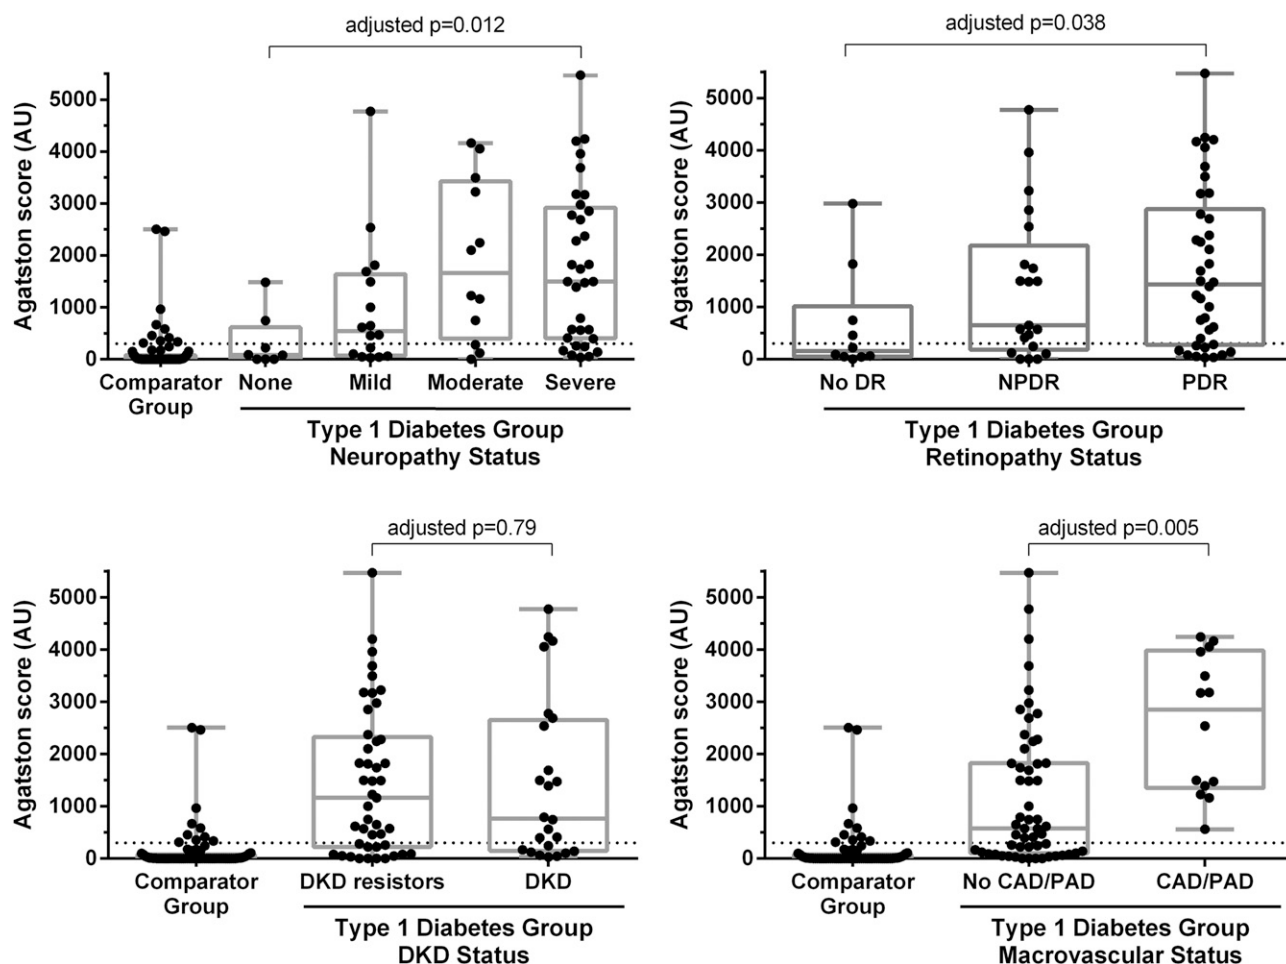 adjusted p=0.012
Agatston score (AU)
5000
4000
3000
2000
1000
0
Comparator Group
None
Mild
Moderate
Severe
Type 1 Diabetes Group
Neuropathy Status
adjusted p=0.038
Agatston score (AU)
5000
4000
3000
2000
1000
0
No DR
NPDR
PDR
Type 1 Diabetes Group
Retinopathy Status
adjusted p=0.79
Agatston score (AU)
5000
4000
3000
2000
1000
0
Comparator
Group
DKD resistors
DKD
Type 1 Diabetes Group
DKD Status
adjusted p=0.005
Agatston score (AU)
5000
4000
3000
2000
1000
0
Comparator
Group
No CAD/PAD
CAD/PAD
Type 1 Diabetes Group
Macrovascular Status